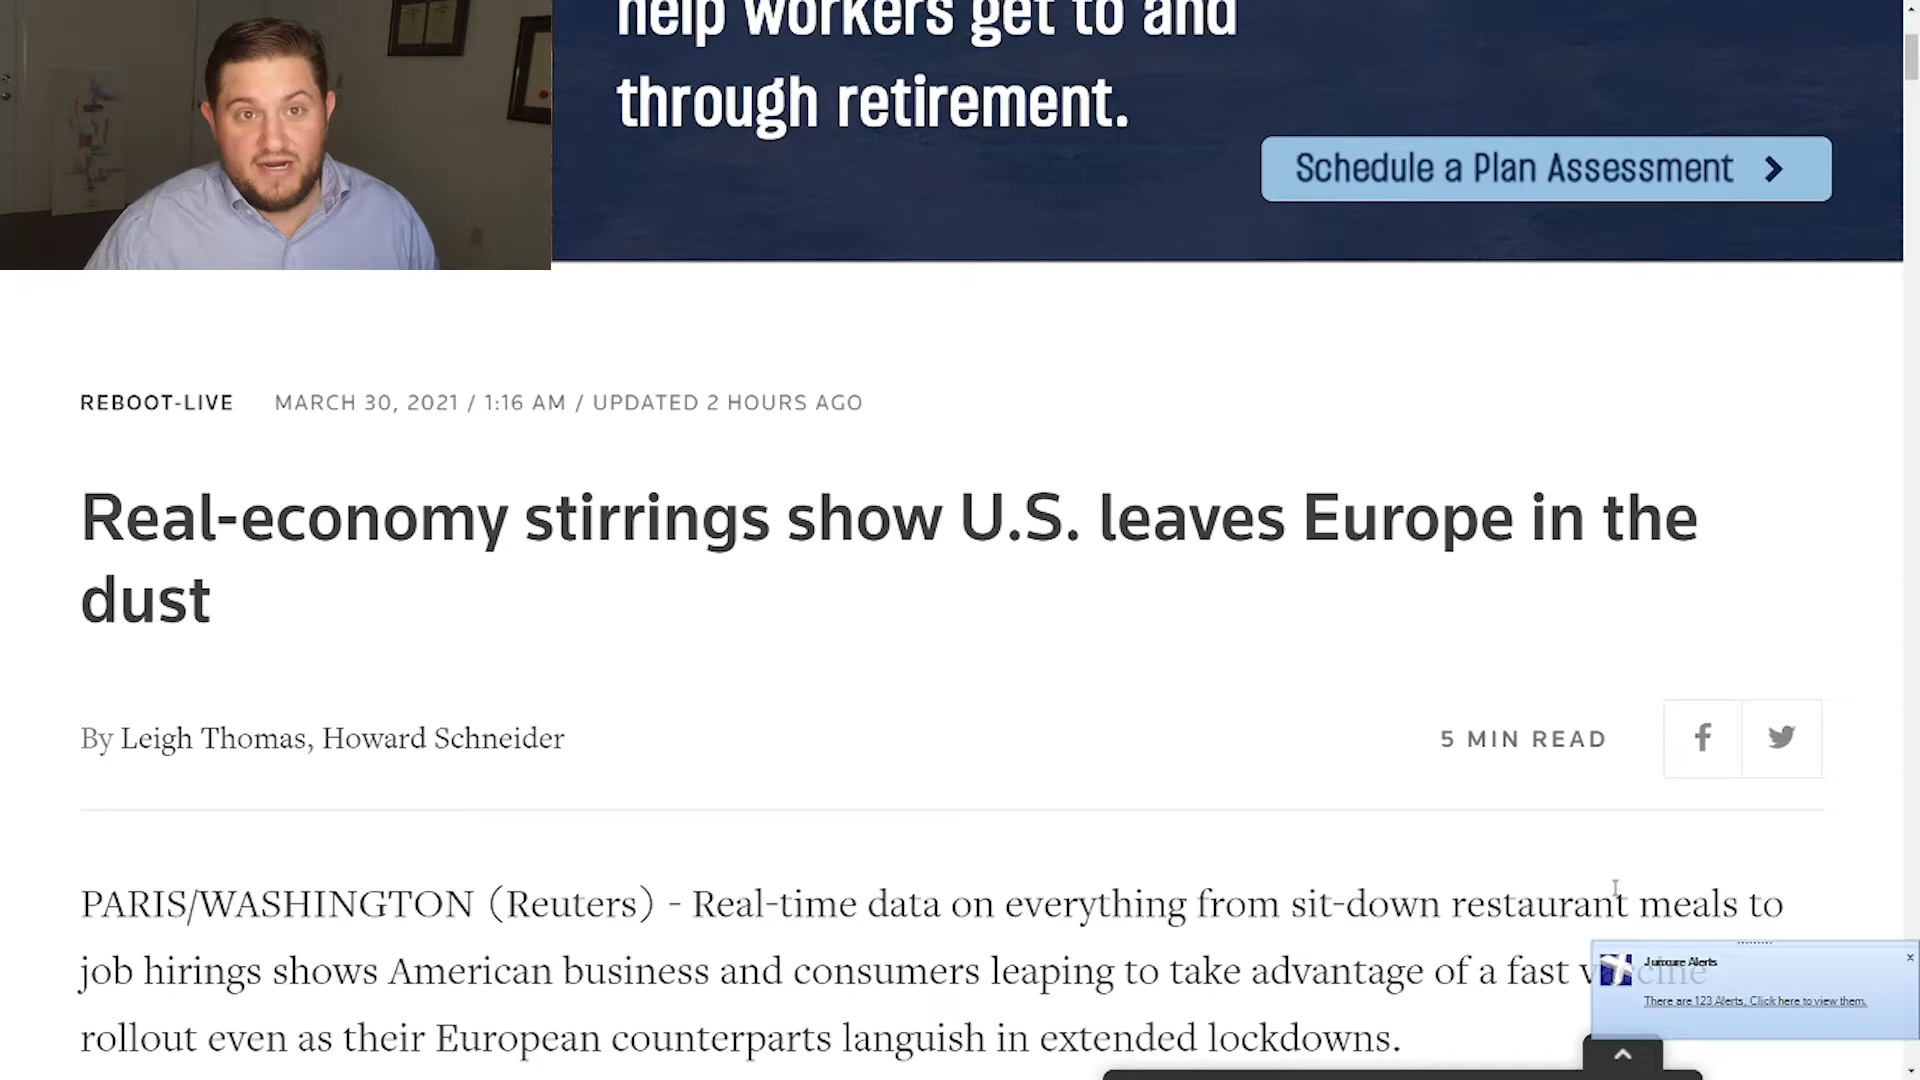 help workers get to and
through retirement.
Schedule a Plan Assessment
REBOOT-LIVE MARCH 30, 2021 / 1:16 AM / UPDATED 2 HOURS AGO
Real-economy stirrings show U.S. leaves Europe in the
dust
By Leigh Thomas, Howard Schneider
5 MIN READ
PARIS/WASHINGTON (Reuters) - Real-time data on everything from sit-down restaurant meals to
job hirings shows American business and consumers leaping to take advantage of a fast
rollout even as their European counterparts languish in extended lockdowns.
Alerts
There are 123 Alerts, Click here to view them.